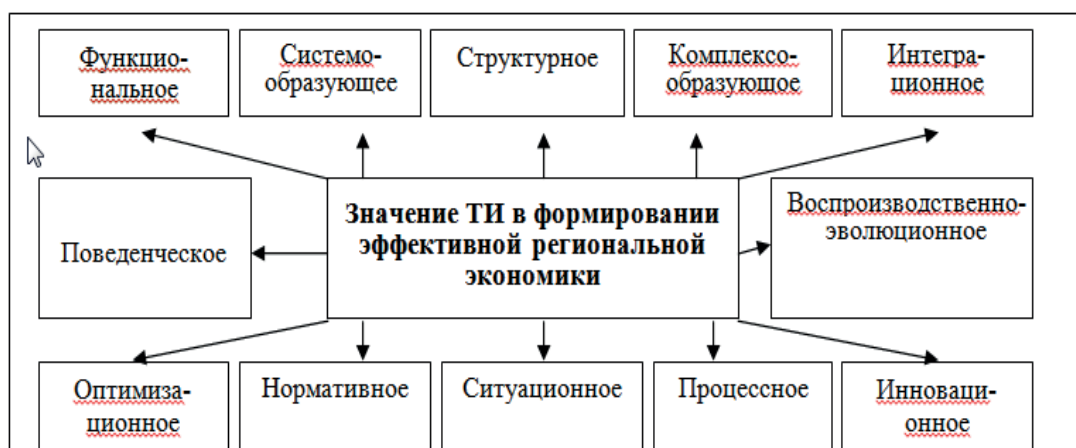 Функцио-
нальное
Системо-
образующее
Структурное
Комплексо-
образующое
Интегра-
ционное
Поведенческое
Значение ТИ в формировании
эффективной региональной
экономики
Воспроизводственно-
эволюционное
Оптимиза-
ционное
Нормативное
Ситуационное
Процессное
Инноваци-
онное